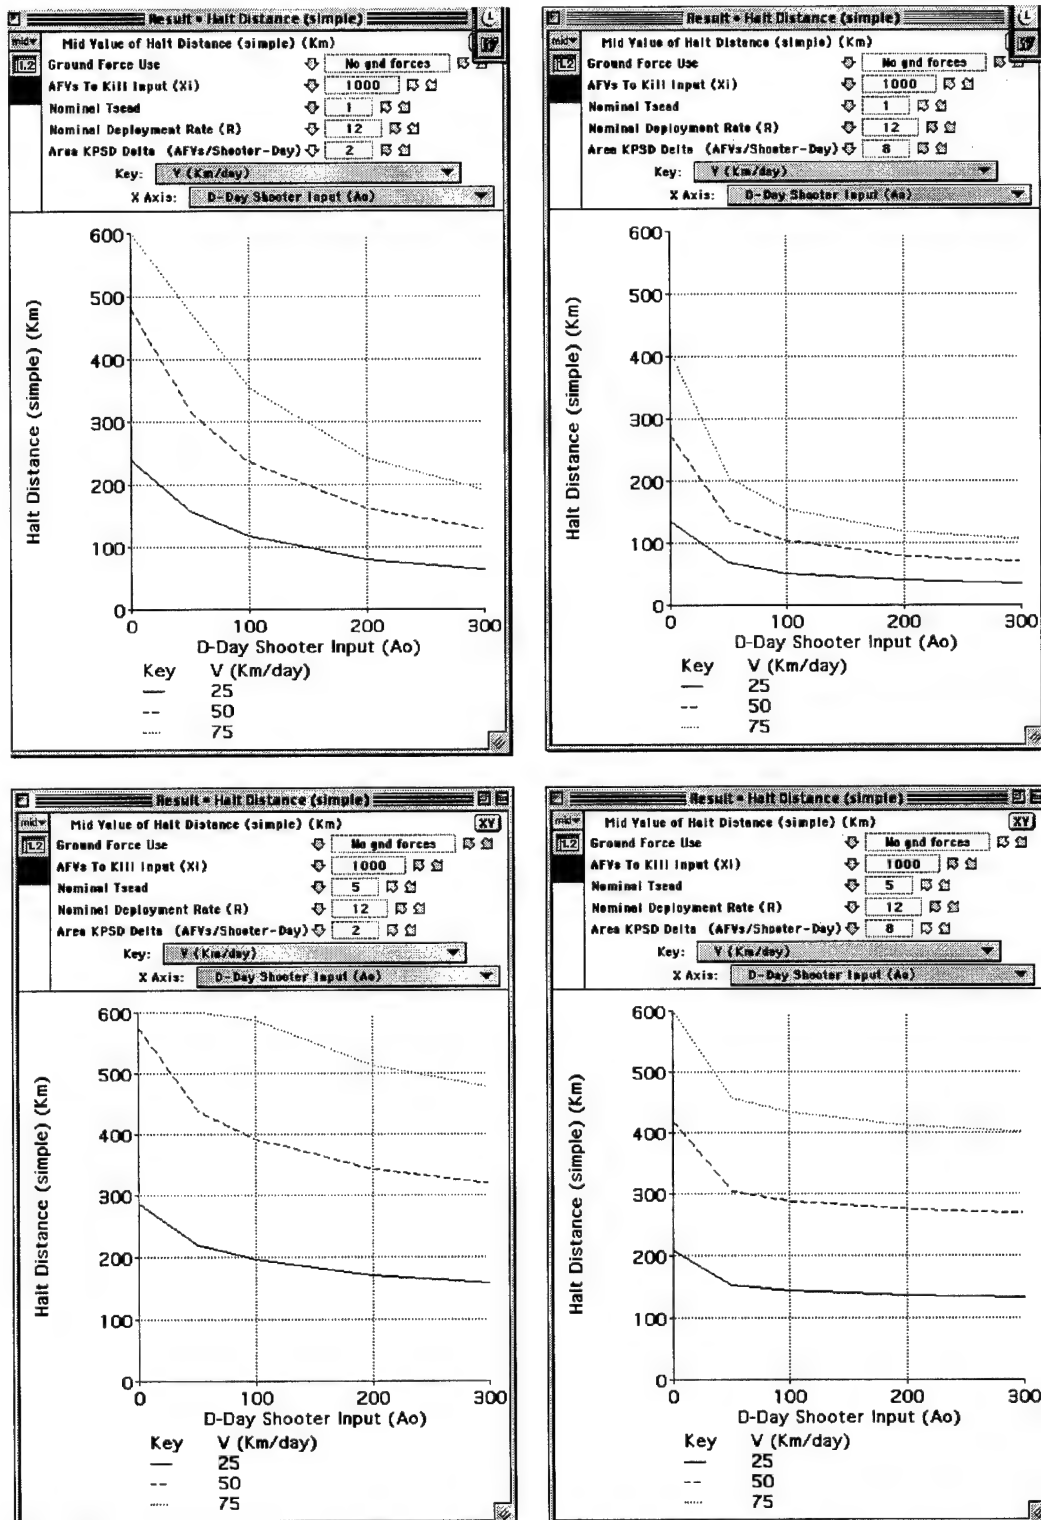 Result • Halt Distance (simple)
mid
Mid Value of Halt Distance (simple) (Km)
XY
1.2
Ground Force Use No gnd forces
AFVs To Kill Input (Xi) 1000
Nominal Tsead 1
Nominal Deployment Rate (R) 12
Area KPSD Delta (AFVs/Shooter-Day) 2
Key: V (Km/day)
X Axis: D-Day Shooter Input (Ao)
600
500
400
300
200
100
0
Halt Distance (simple) (Km)
0 100 200 300
D-Day Shooter Input (Ao)
Key V (Km/day)
25
50
75
Result • Halt Distance (simple)
mid
Mid Value of Halt Distance (simple) (Km)
XY
1.2
Ground Force Use No gnd forces
AFVs To Kill Input (Xi) 1000
Nominal Tsead 1
Nominal Deployment Rate (R) 12
Area KPSD Delta (AFVs/Shooter-Day) 8
Key: V (Km/day)
X Axis: D-Day Shooter Input (Ao)
600
500
400
300
200
100
0
Halt Distance (simple) (Km)
0 100 200 300
D-Day Shooter Input (Ao)
Key V (Km/day)
25
50
75
Result • Halt Distance (simple)
mid
Mid Value of Halt Distance (simple) (Km)
XY
1.2
Ground Force Use No gnd forces
AFVs To Kill Input (Xi) 1000
Nominal Tsead 5
Nominal Deployment Rate (R) 12
Area KPSD Delta (AFVs/Shooter-Day) 2
Key: V (Km/day)
X Axis: D-Day Shooter Input (Ao)
600
500
400
300
200
100
0
Halt Distance (simple) (Km)
0 100 200 300
D-Day Shooter Input (Ao)
Key V (Km/day)
25
50
75
Result • Halt Distance (simple)
mid
Mid Value of Halt Distance (simple) (Km)
XY
1.2
Ground Force Use No gnd forces
AFVs To Kill Input (Xi) 1000
Nominal Tsead 5
Nominal Deployment Rate (R) 12
Area KPSD Delta (AFVs/Shooter-Day) 8
Key: V (Km/day)
X Axis: D-Day Shooter Input (Ao)
600
500
400
300
200
100
0
Halt Distance (simple) (Km)
0 100 200 300
D-Day Shooter Input (Ao)
Key V (Km/day)
25
50
75